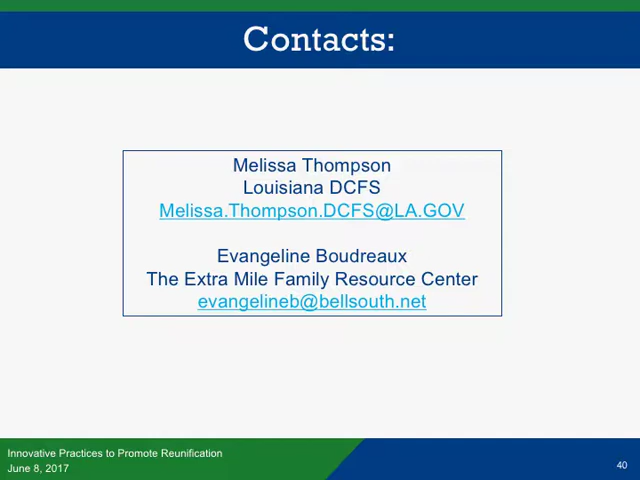 Contacts:
Melissa Thompson
Louisiana DCFS
Melissa.Thompson.DCFS@LA.GOV
Evangeline Boudreaux
The Extra Mile Family Resource Center
evangelineb@bellsouth.net
Innovative Practices to Promote Reunification
June 8, 2017
40